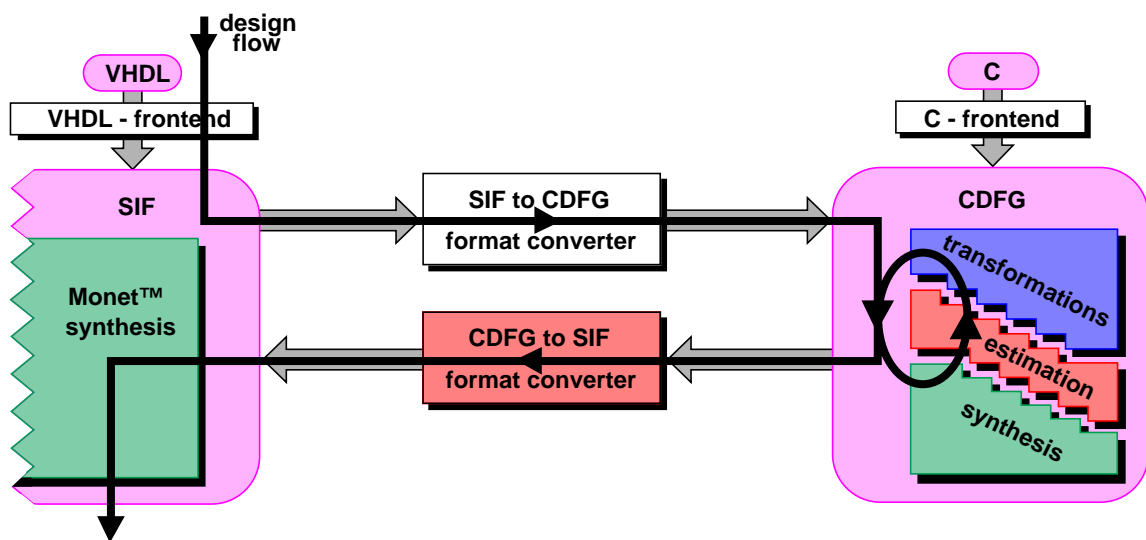 design
flow
VHDL
VHDL - frontend
C
C - frontend
SIF
SIF to CDFG
format converter
CDFG
transformations
Monet™
synthesis
CDFG to SIF
format converter
estimation
synthesis